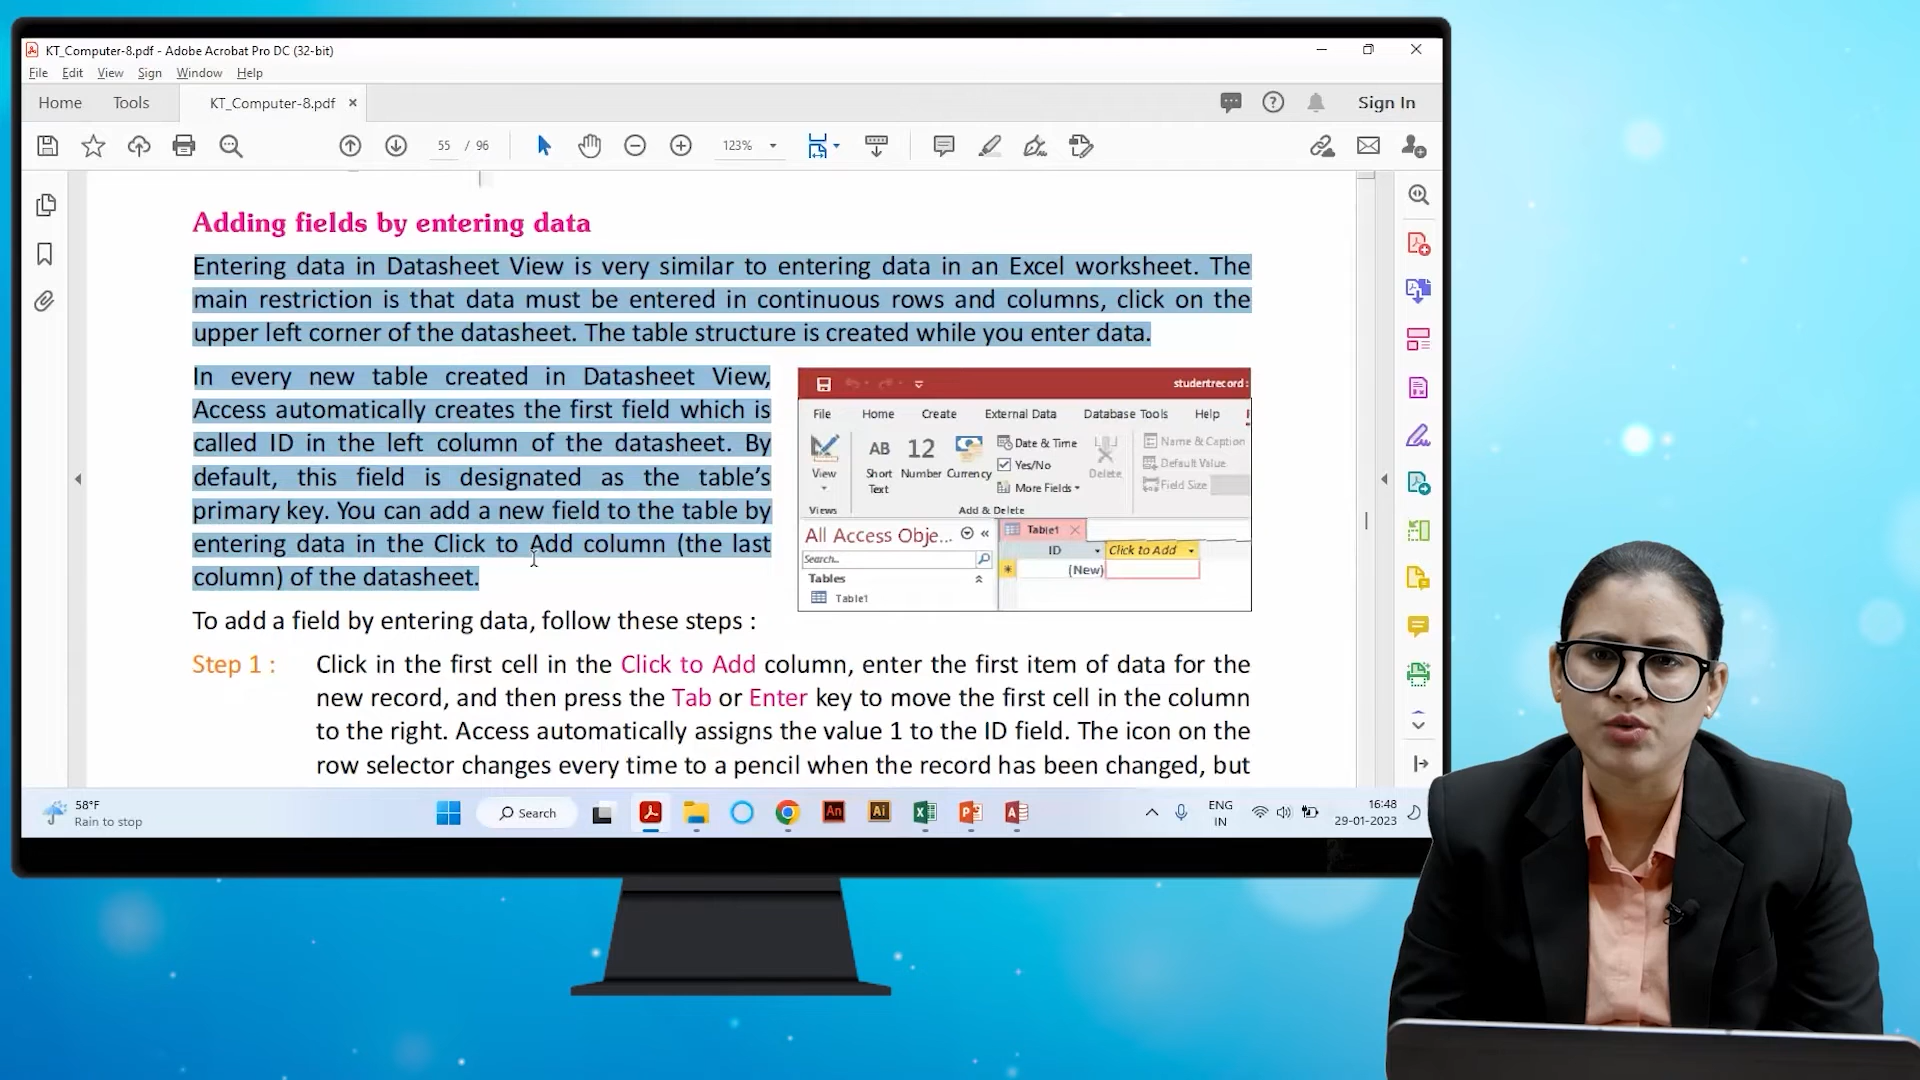 KT_Computer-8.pdf - Adobe Acrobat Pro DC (32-bit)
File Edit View Sign Window Help
Home Tools KT_Computer-8.pdf × Sign In
55 / 96 123%
Adding fields by entering data
Entering data in Datasheet View is very similar to entering data in an Excel worksheet. The
main restriction is that data must be entered in continuous rows and columns, click on the
upper left corner of the datasheet. The table structure is created while you enter data.
In every new table created in Datasheet View,
Access automatically creates the first field which is
called ID in the left column of the datasheet. By
default, this field is designated as the table's
primary key. You can add a new field to the table by
entering data in the Click to Add column (the last
column) of the datasheet.
studentrecord :
File Home Create External Data Database Tools Help
View
Views
AB Short Text
12 Number
Currency
Date & Time
Yes/No
More Fields
Delete
Name & Caption
Default Value
Field Size
Add & Delete
All Access Obje...
Search...
Tables
Table1
Table1
ID Click to Add
(New)
To add a field by entering data, follow these steps :
Step 1 : Click in the first cell in the Click to Add column, enter the first item of data for the
new record, and then press the Tab or Enter key to move the first cell in the column
to the right. Access automatically assigns the value 1 to the ID field. The icon on the
row selector changes every time to a pencil when the record has been changed, but
58°F
Rain to stop
Search
An
Ai
ENG
IN
16:48
29-01-2023